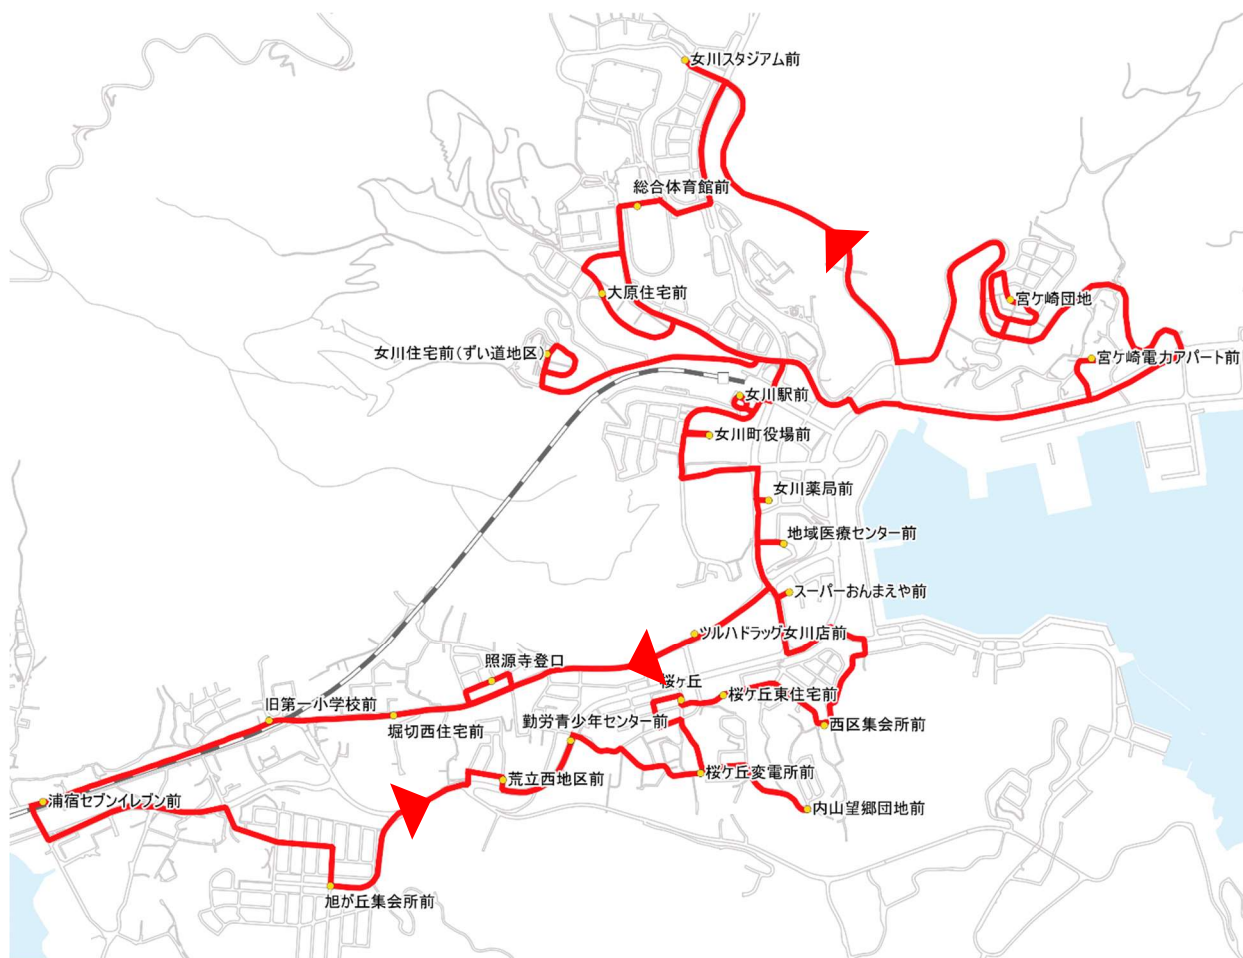 女川スタジアム前
総合体育館前
大原住宅前
宮ケ崎団地
女川住宅前(ずい道地区)
宮ケ崎電力アパート前
女川駅前
女川町役場前
女川薬局前
地域医療センター前
スーパーおんまえや前
ツルハドラッグ女川店前
照源寺登口
桜ヶ丘
桜ケ丘東住宅前
旧第一小学校前
堀切西住宅前
勤労青少年センター前
西区集会所前
荒立西地区前
桜ケ丘変電所前
浦宿セブンイレブン前
内山望郷団地前
旭が丘集会所前